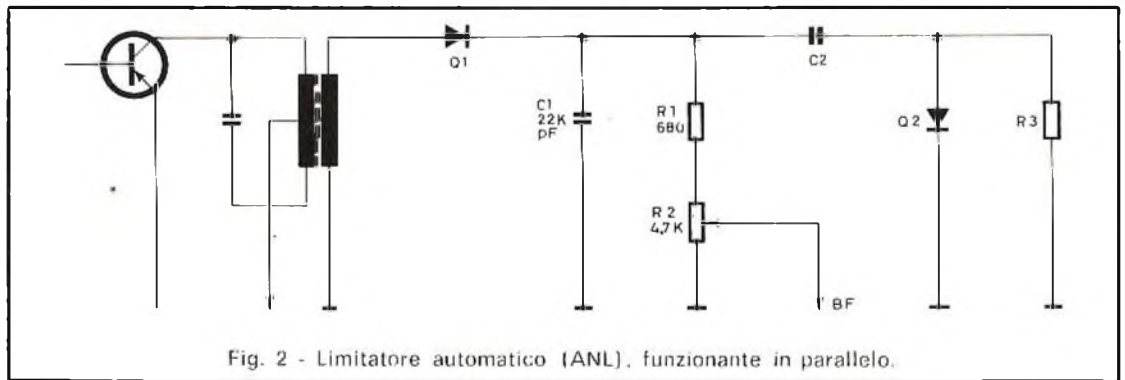 Q1
C1
22K
pF
R1
680
R2
4,7K
BF
C2
Q2
R3
Fig. 2 - Limitatore automatico (ANL), funzionante in parallelo.